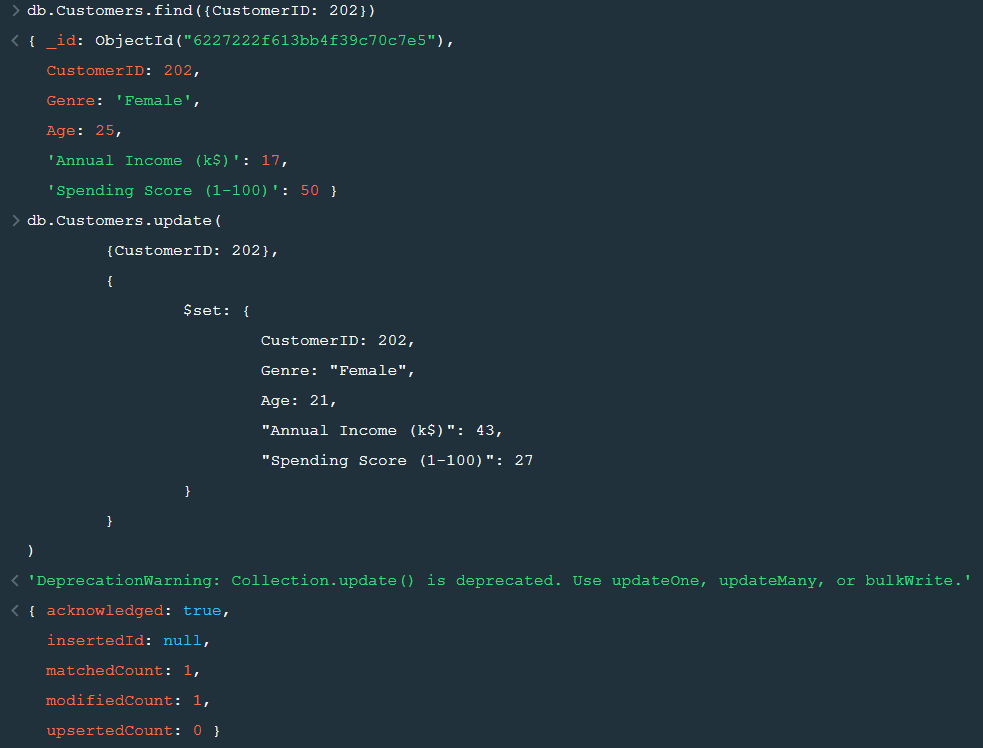 > db.Customers.find({CustomerID: 202})
< { _id: ObjectId("6227222f613bb4f39c70c7e5"),
CustomerID: 202,
Genre: 'Female',
Age: 25,
'Annual Income (k$)': 17,
'Spending Score (1-100)': 50 }
> db.Customers.update(
{CustomerID: 202},
{
$set: {
CustomerID: 202,
Genre: "Female",
Age: 21,
"Annual Income (k$)": 43,
"Spending Score (1-100)": 27
}
}
)
< 'DeprecationWarning: Collection.update() is deprecated. Use updateOne, updateMany, or bulkWrite.'
< { acknowledged: true,
insertedId: null,
matchedCount: 1,
modifiedCount: 1,
upsertedCount: 0 }